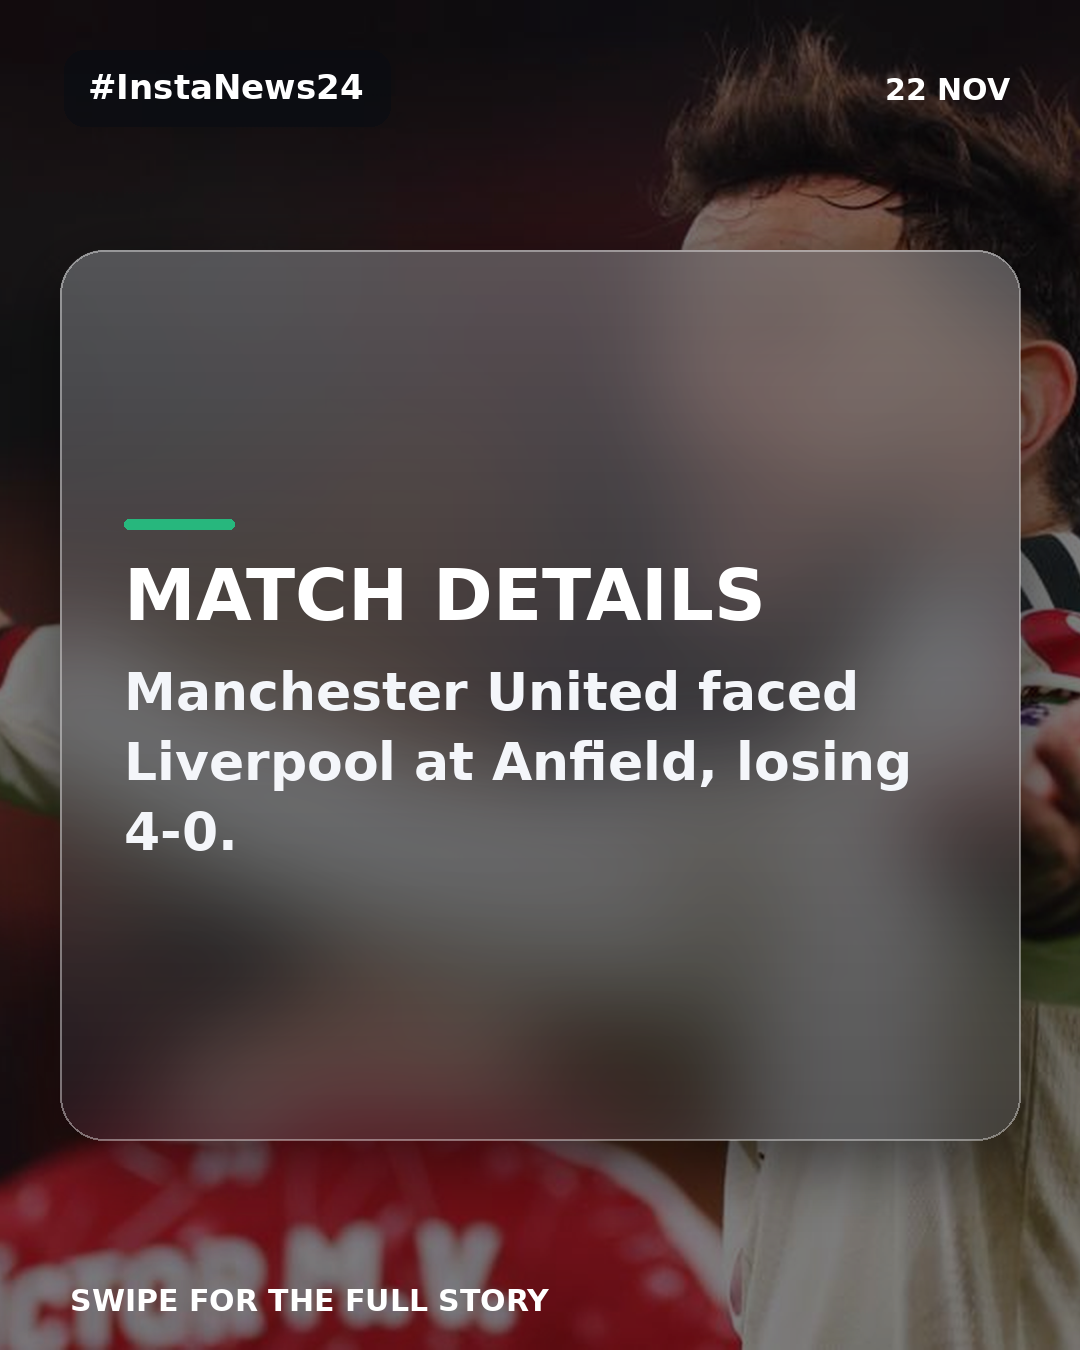 #InstaNews24
22 NOV
MATCH DETAILS
Manchester United faced
Liverpool at Anfield, losing
4-0.
CTOR M.V.
SWIPE FOR THE FULL STORY